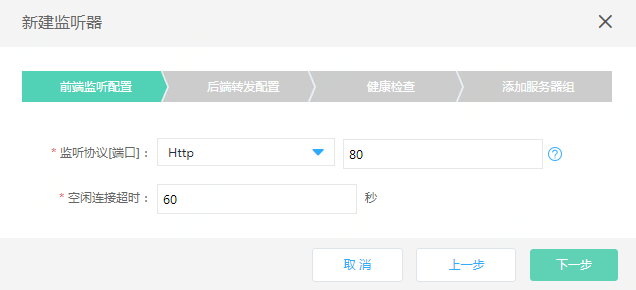 新建监听器
前端监听配置 后端转发配置 健康检查 添加服务器组
* 监听协议[端口]： Http 80
* 空闲连接超时： 60 秒
取 消 上一步 下一步